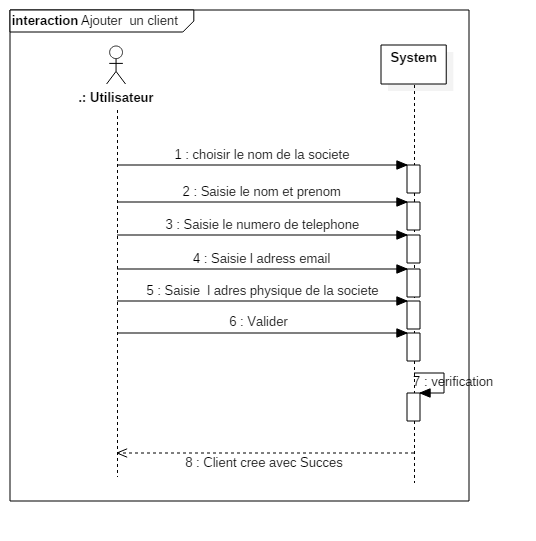 interaction Ajouter un client
System
.: Utilisateur
1 : choisir le nom de la societe
2 : Saisie le nom et prenom
3 : Saisie le numero de telephone
4 : Saisie l adress email
5 : Saisie l adres physique de la societe
6 : Valider
7 : verification
8 : Client cree avec Succes